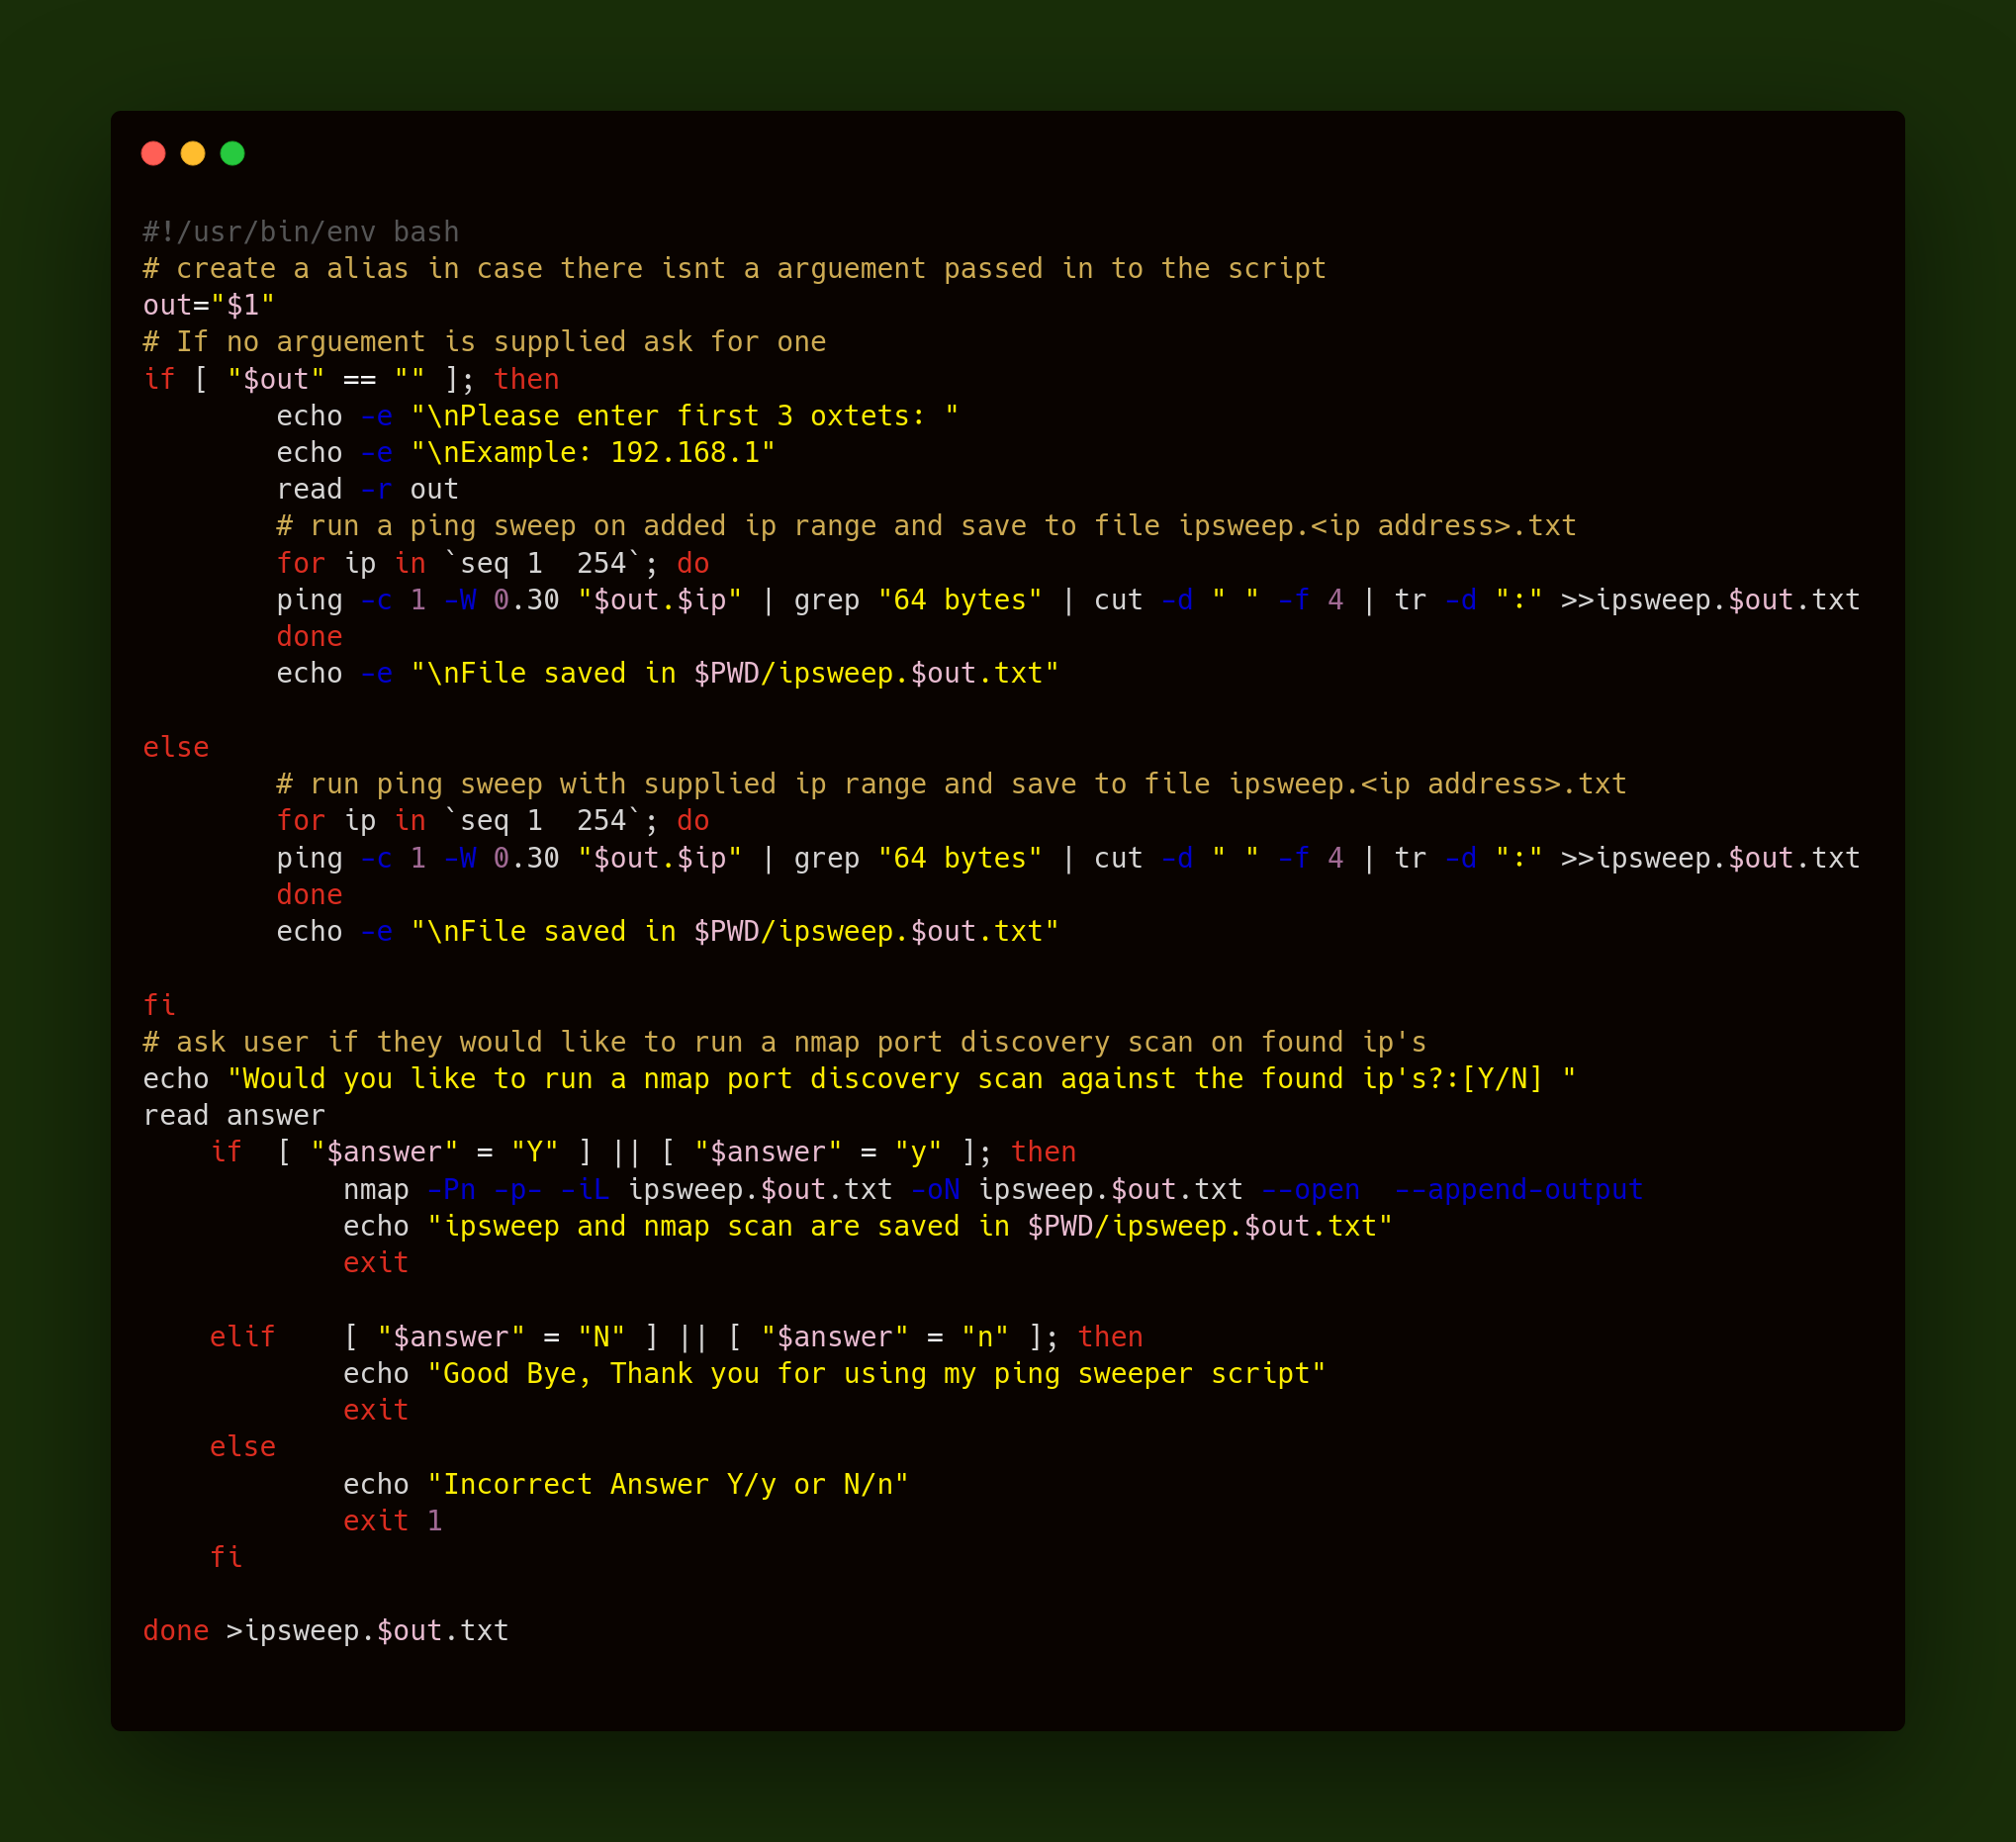 #!/usr/bin/env bash
# create a alias in case there isnt a arguement passed in to the script
out="$1"
# If no arguement is supplied ask for one
if [ "$out" == "" ]; then
        echo -e "\nPlease enter first 3 oxtets: "
        echo -e "\nExample: 192.168.1"
        read -r out
        # run a ping sweep on added ip range and save to file ipsweep.<ip address>.txt
        for ip in `seq 1  254`; do
        ping -c 1 -W 0.30 "$out.$ip" | grep "64 bytes" | cut -d " " -f 4 | tr -d ":" >>ipsweep.$out.txt
        done
        echo -e "\nFile saved in $PWD/ipsweep.$out.txt"

else
        # run ping sweep with supplied ip range and save to file ipsweep.<ip address>.txt
        for ip in `seq 1  254`; do
        ping -c 1 -W 0.30 "$out.$ip" | grep "64 bytes" | cut -d " " -f 4 | tr -d ":" >>ipsweep.$out.txt
        done
        echo -e "\nFile saved in $PWD/ipsweep.$out.txt"

fi
# ask user if they would like to run a nmap port discovery scan on found ip's
echo "Would you like to run a nmap port discovery scan against the found ip's?:[Y/N] "
read answer
    if  [ "$answer" = "Y" ] || [ "$answer" = "y" ]; then
            nmap -Pn -p- -iL ipsweep.$out.txt -oN ipsweep.$out.txt --open  --append-output
            echo "ipsweep and nmap scan are saved in $PWD/ipsweep.$out.txt"
            exit

    elif    [ "$answer" = "N" ] || [ "$answer" = "n" ]; then
            echo "Good Bye, Thank you for using my ping sweeper script"
            exit
    else
            echo "Incorrect Answer Y/y or N/n"
            exit 1
    fi

done >ipsweep.$out.txt